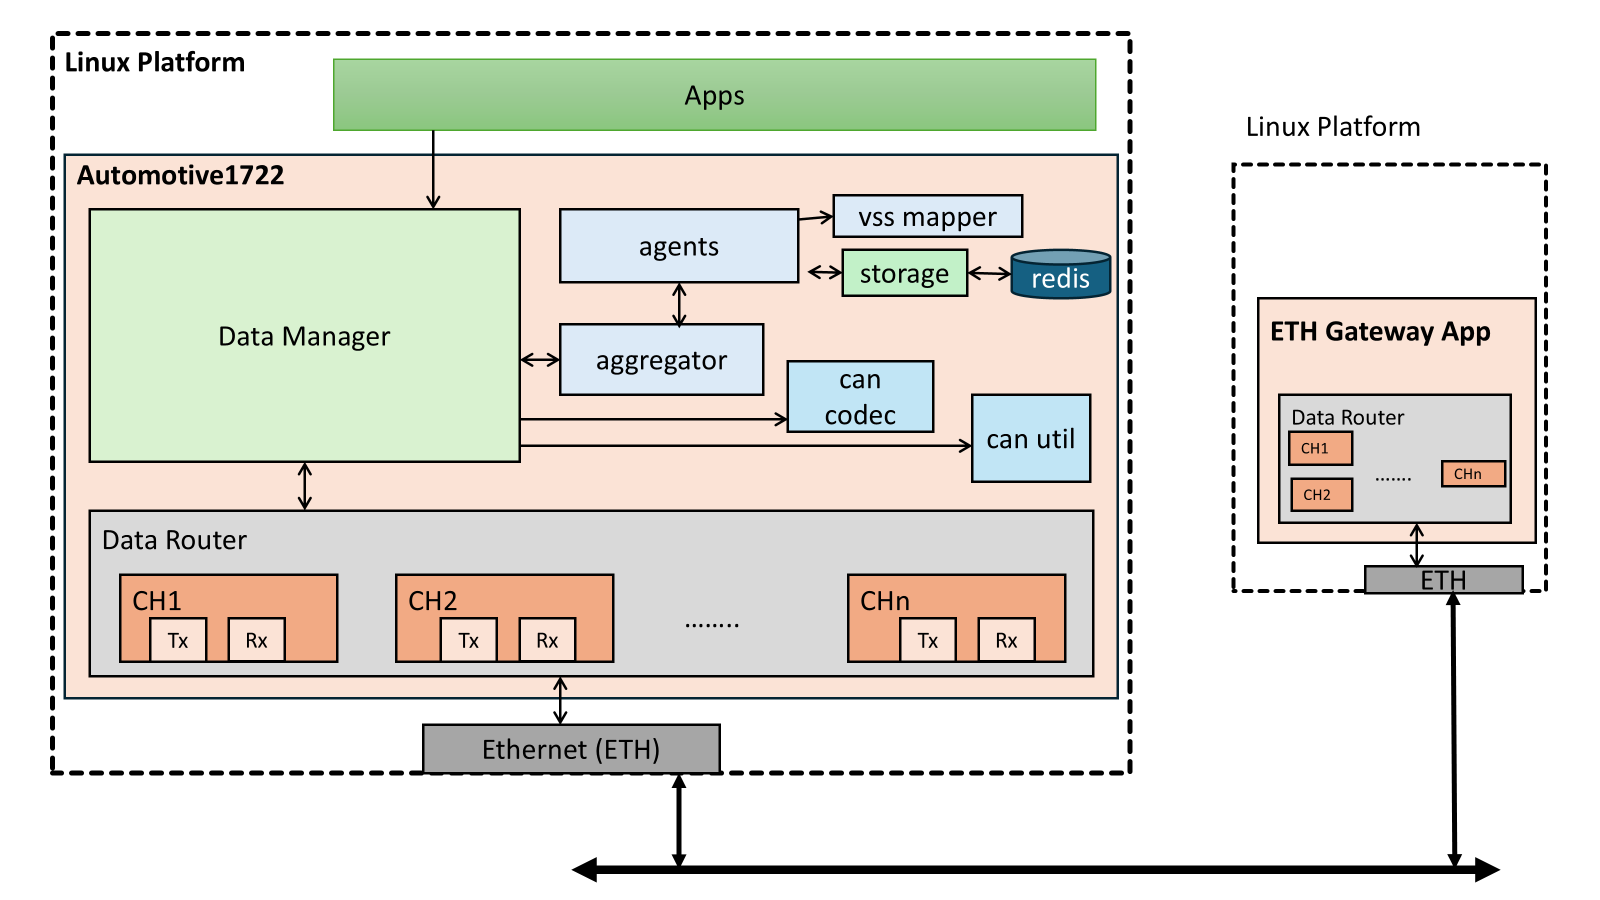 Linux Platform
Apps
Automotive1722
Data Manager
agents
vss mapper
storage
redis
aggregator
can
codec
can util
Data Router
CH1
Tx
Rx
CH2
Tx
Rx
........
CHn
Tx
Rx
Ethernet (ETH)
Linux Platform
ETH Gateway App
Data Router
CH1
CH2
.......
CHn
ETH